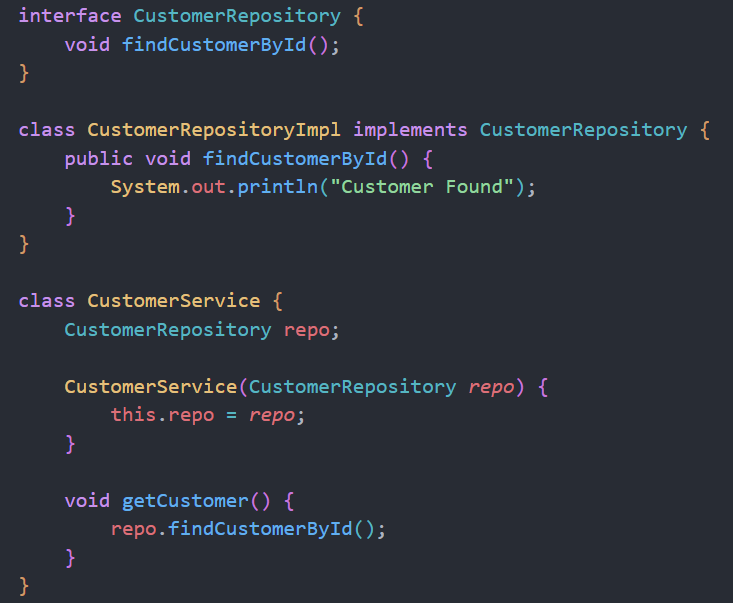 interface CustomerRepository {
    void findCustomerById();
}

class CustomerRepositoryImpl implements CustomerRepository {
    public void findCustomerById() {
        System.out.println("Customer Found");
    }
}

class CustomerService {
    CustomerRepository repo;

    CustomerService(CustomerRepository repo) {
        this.repo = repo;
    }

    void getCustomer() {
        repo.findCustomerById();
    }
}